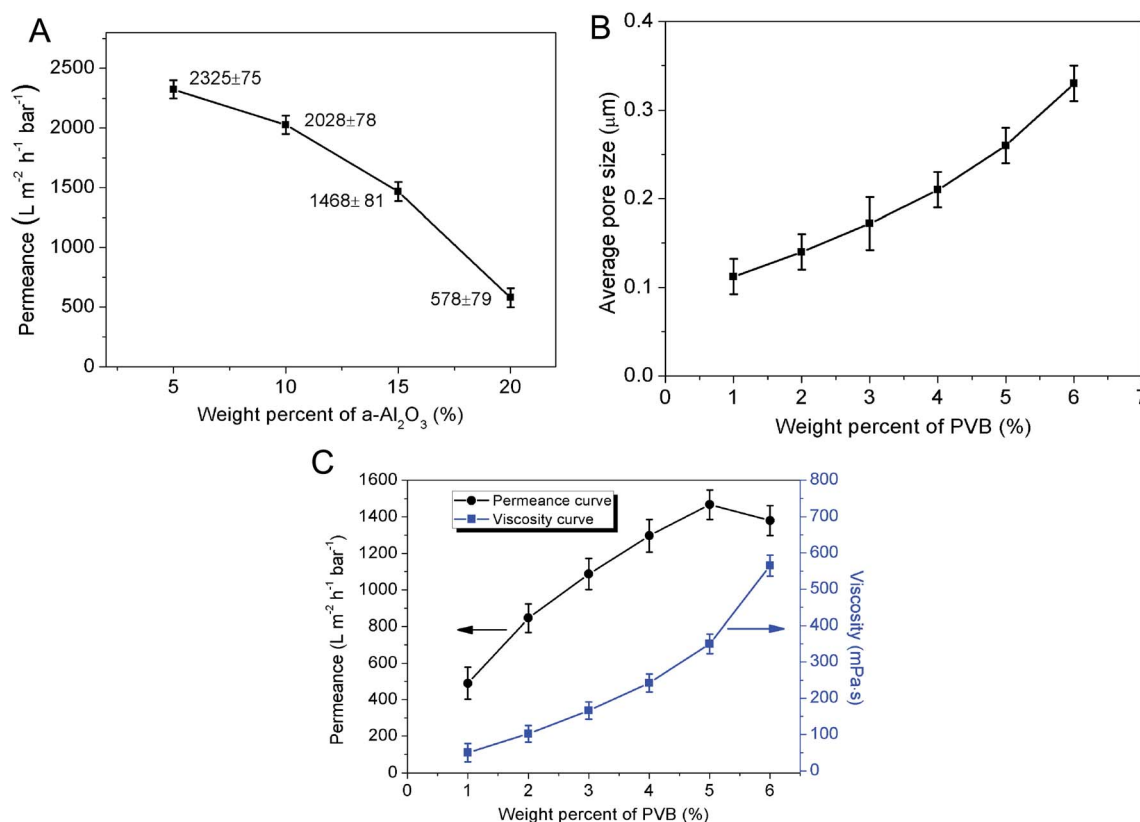 A
Permeance (L m⁻² h⁻¹ bar⁻¹)
2500
2000
1500
1000
500
0
2325±75
2028±78
1468±81
578±79
5 10 15 20
Weight percent of a-Al₂O₃ (%)
B
Average pore size (μm)
0.4
0.3
0.2
0.1
0.0
0 1 2 3 4 5 6 7
Weight percent of PVB (%)
C
Permeance (L m⁻² h⁻¹ bar⁻¹)
1600
1400
1200
1000
800
600
400
200
0
Permeance curve
Viscosity curve
800
700
600
500
400
300
200
100
0
Viscosity (mPa·s)
0 1 2 3 4 5 6
Weight percent of PVB (%)